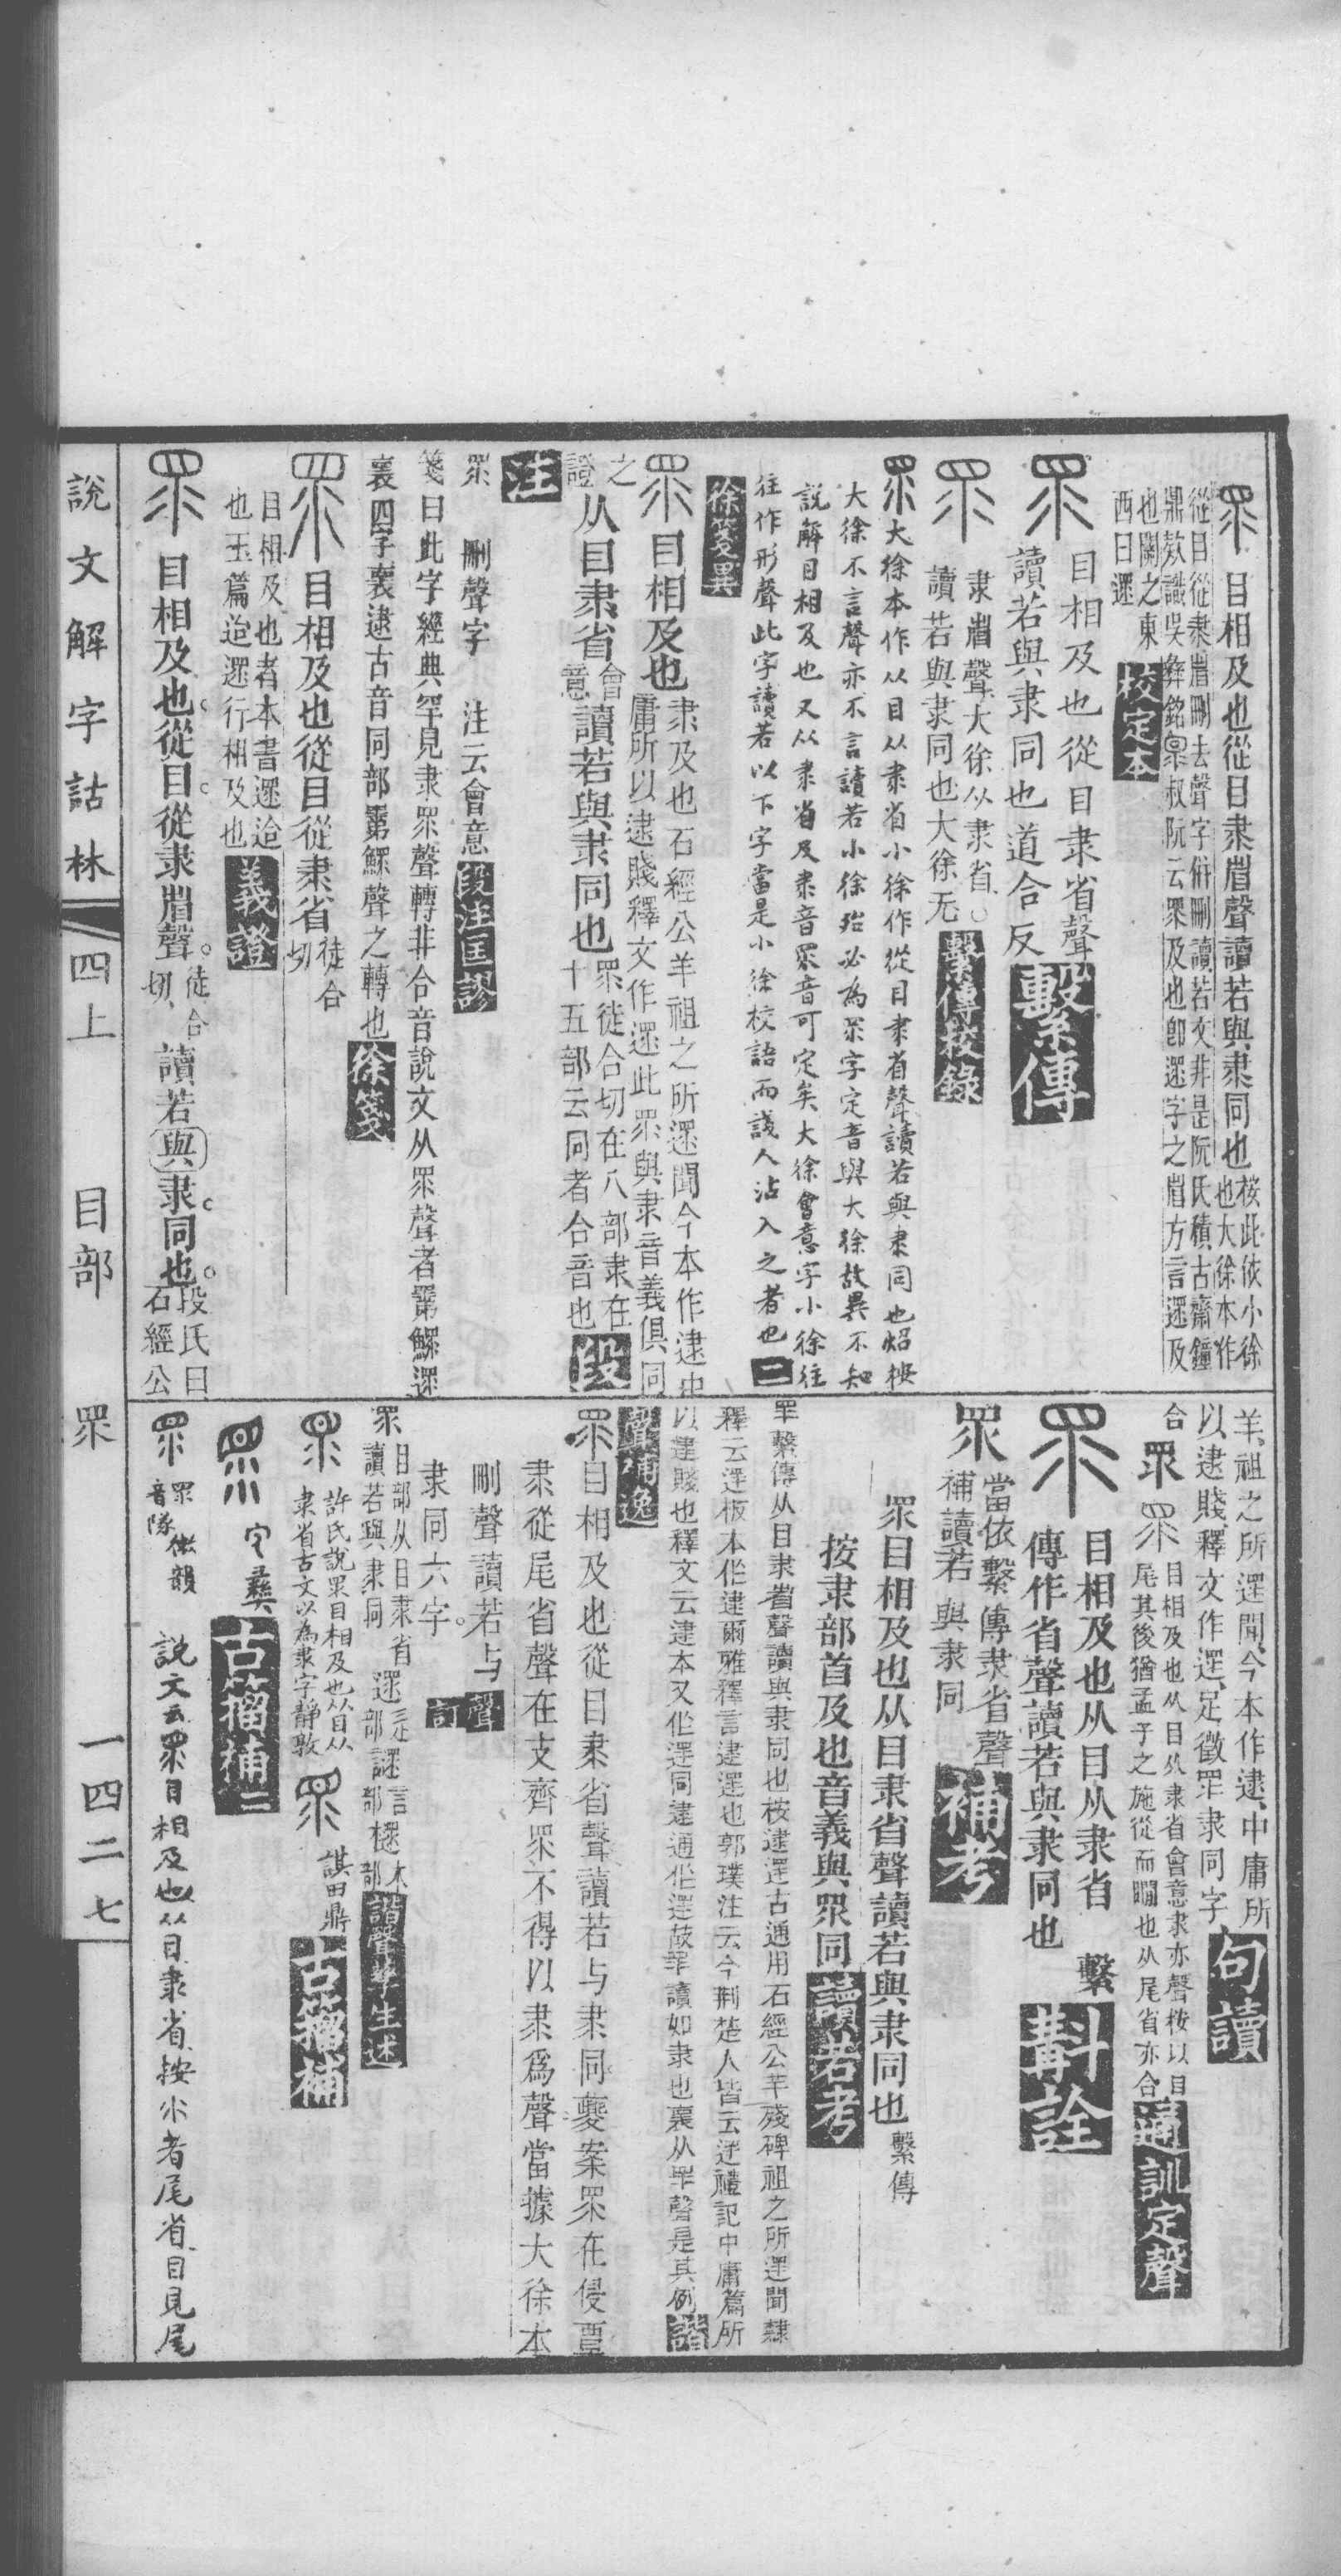 眔目相及也從目隶省聲讀若與隶同也按此依小徐也大徐本作
從目從隶省刪去聲字併刪讀若文非是阮氏積古齋鐘
鼎款識吳彝銘宰叔阮云眔及也卽遝字之省方言遝及
也關之東西曰遝校定本
眔目相及也從目隶省聲讀若與隶同也道合反繫傳
眔隶省聲大徐从隶省○讀若與隶同也大徐无繫傳校錄
眔大徐本作从目从隶省小徐作從目隶省聲讀若與隶同也炤按
大徐不言聲亦不言讀若小徐殆必為眔字定音與大徐故異不知
說解目相及也又从隶省及隶音眔音可定矣大徐會意字小徐往
往作形聲此字讀若以下字當是小徐校語而淺人沾入之者也二
徐箋異
眔目相及也隶及也石經公羊祖之所遝聞今本作逮中庸所以逮賤釋文作遝此眔與隶音義俱同
之證从目隶省會意讀若與隶同也眔徒合切在八部隶在十五部云同者合音也段
注
眔 刪聲字 注云會意段注匡謬
箋曰此字經典罕見隶眔聲轉非合音說文从眔聲者鰥遝
裏四字褱逮古音同部鰥聲之轉也徐箋
眔目相及也從目從隶省徒合切
目相及也者本書遝迨也玉篇迨遝行相及也義證
眔目相及也從目從隶省聲徒合切讀若與隶同也段氏曰石經公
羊祖之所遝聞今本作逮中庸所
以逮賤釋文作遝足徵眔隶同字句讀
合
眔目相及也从目从隶省會意隶亦聲按以目尾其後猶孟子之施從而瞷也从尾省亦合通訓定聲
眔目相及也从目从隶省 繫傳作省聲讀若與隶同也斠詮
眔當依繫傳隶省聲補讀若與隶同補考
眔目相及也从目隶省聲讀若與隶同也繫傳
按隶部首及也音義與眔同讀若考
眔繫傳从目隶省聲讀與隶同也按逮遝古通用石經公羊殘碑祖之所遝聞隸
釋云遝板本作逮爾雅釋言逮遝也郭璞注云今荊楚人皆云遝禮記中庸篇所
以逮賤也釋文云逮本又作遝同逮通作遝故眔讀如隶也褱从眔聲是其例諧
聲補逸
眔目相及也從目隶省聲讀若与隶同夔案眔在侵覃
隶從尾省聲在支齊眔不得以隶爲聲當據大徐本
刪聲讀若与隶同六字。聲訂
眔目部从目隶省讀若與隶同 遝辵部 謎言部 㯓木部諧聲孳生述
眔許氏說眔目相及也从目从隶省古文以為隶字靜敦 諆田鼎古籀補
眔宁彝古籀補二
眔眾音隊微韻 說文云眔目相及也从目隶省按氺者尾省目見尾
說文解字詁林 四上 目部 眔 一四二七